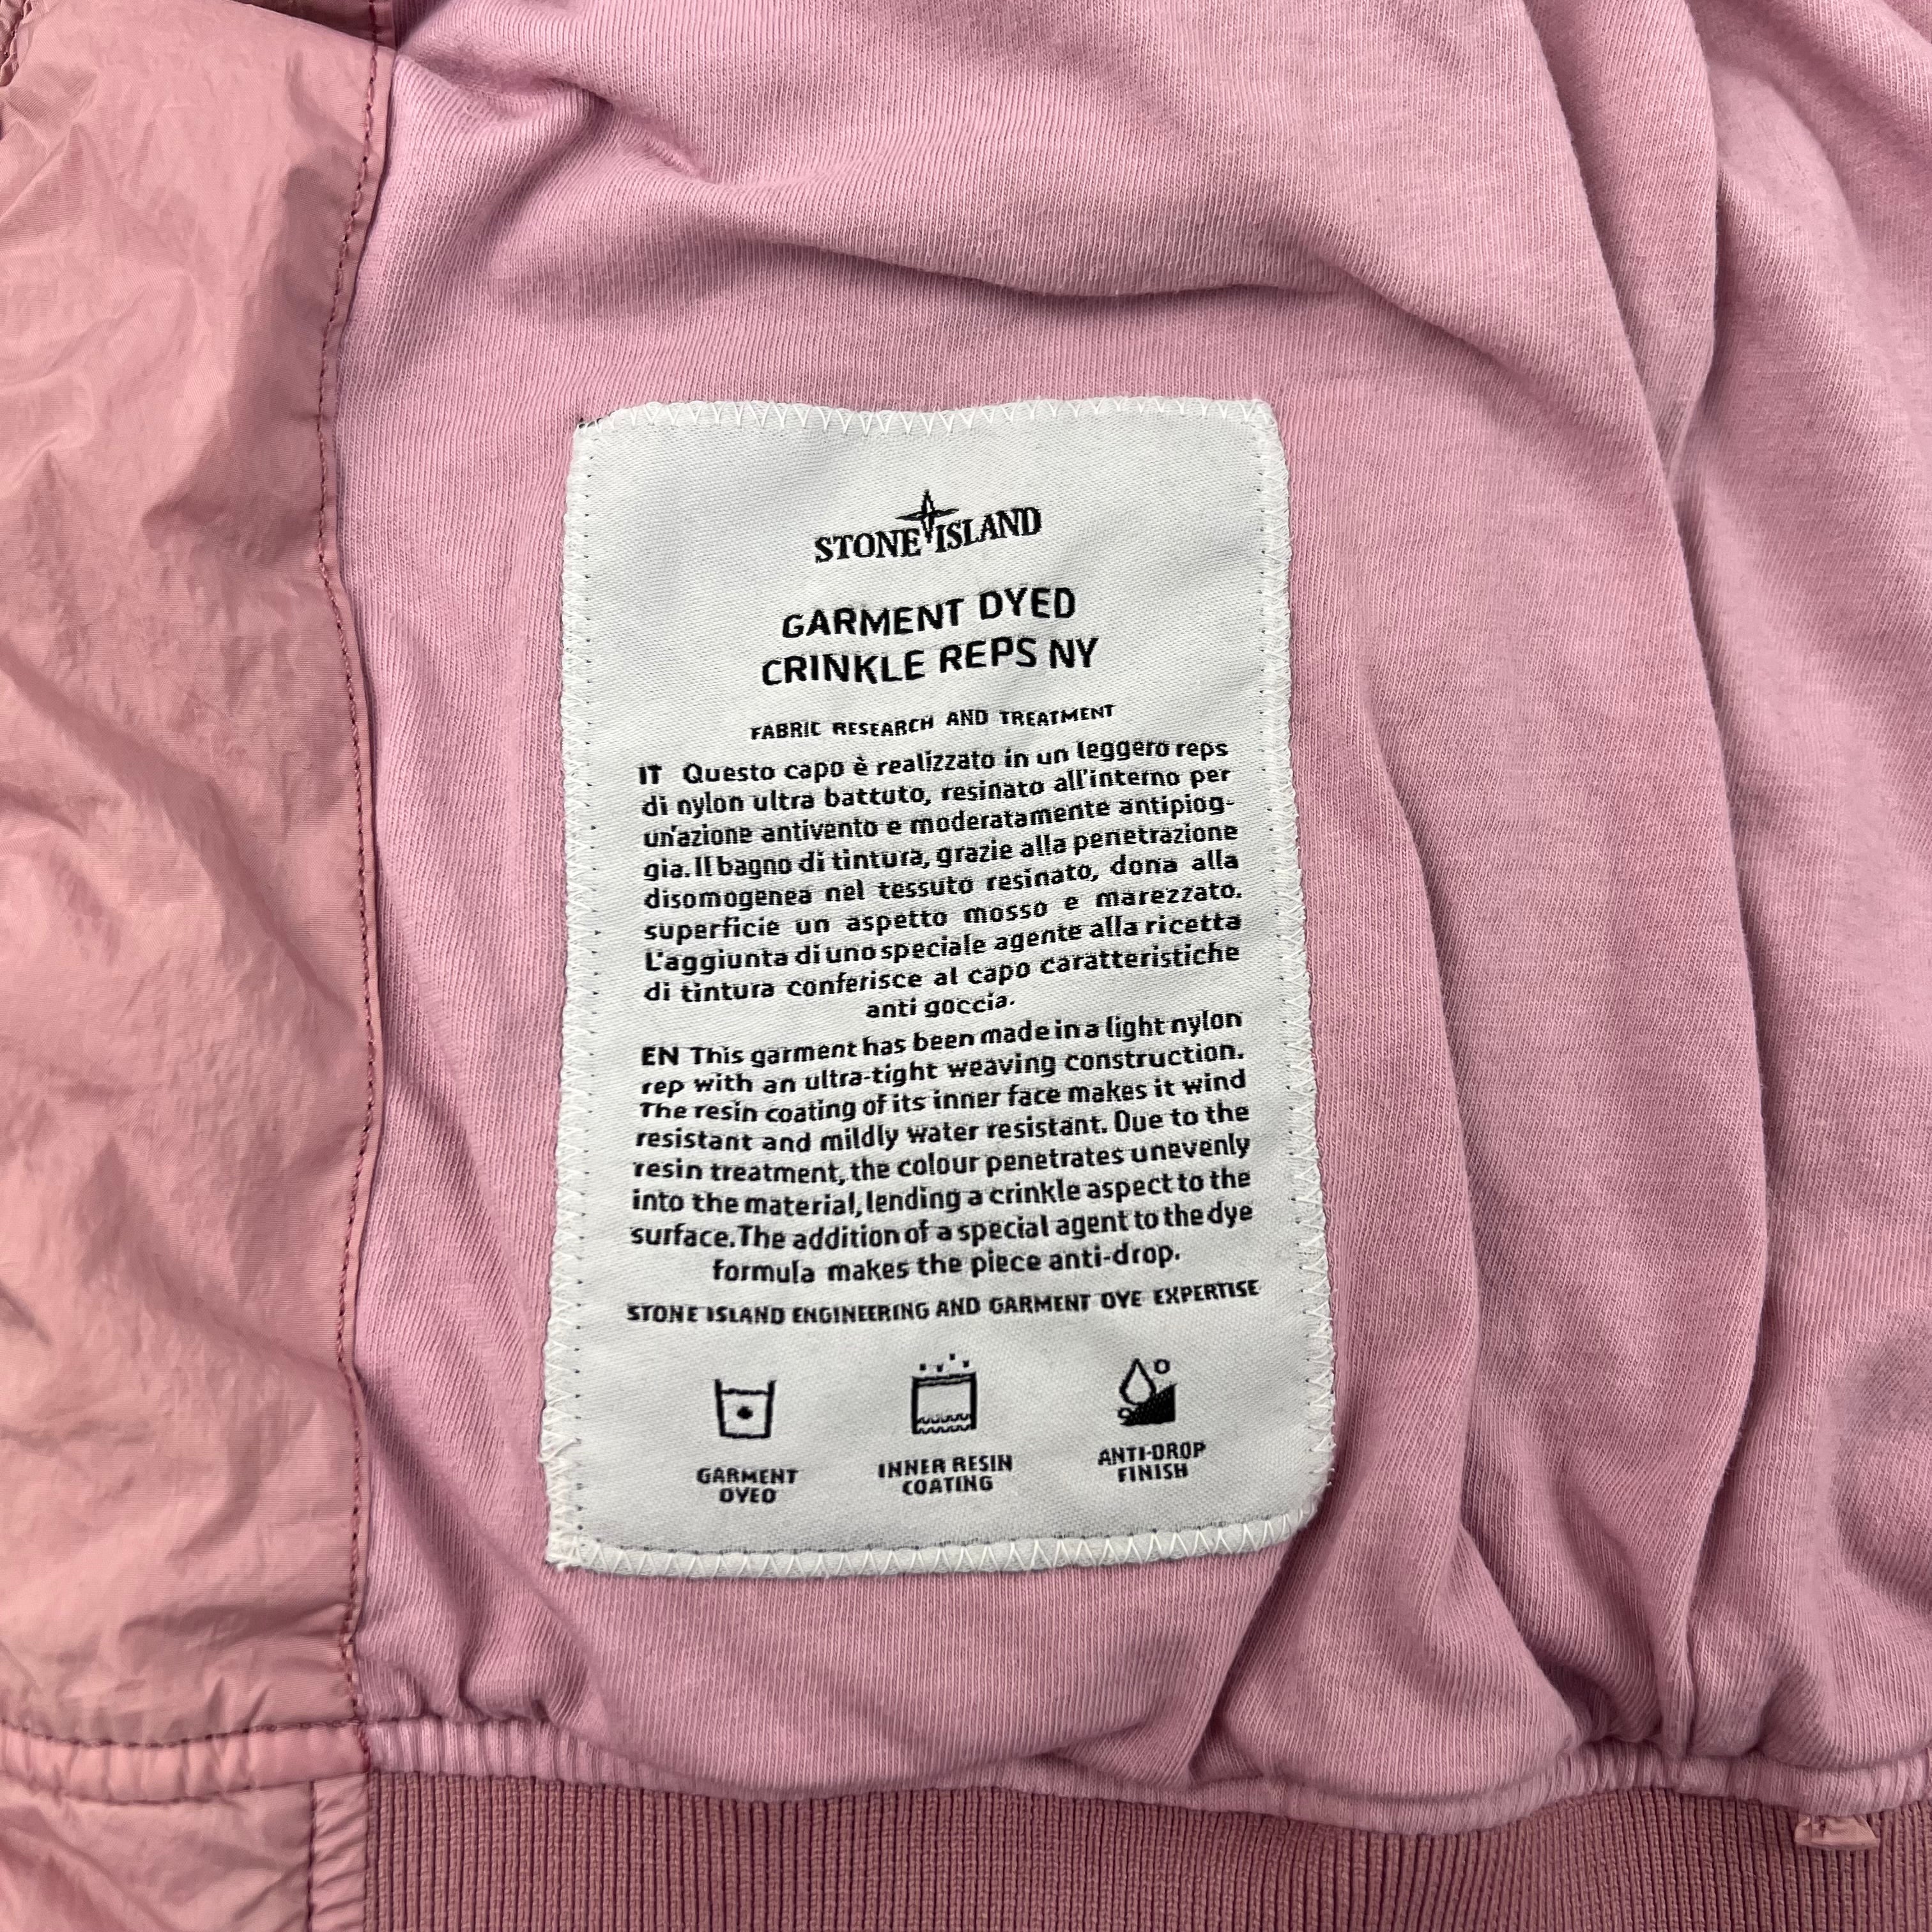 STONE ISLAND
GARMENT DYED
CRINKLE REPS NY
FABRIC RESEARCH AND TREATMENT
IT Questo capo è realizzato in un leggero reps
di nylon ultra battuto, resinato all'interno per
un'azione antivento e moderatamente antipiog-
gia. Il bagno di tintura, grazie alla penetrazione
disomogenea nel tessuto resinato, dona alla
superficie un aspetto mosso e marezzato.
L'aggiunta di uno speciale agente alla ricetta
di tintura conferisce al capo caratteristiche
anti goccia.
EN This garment has been made in a light nylon
rep with an ultra-tight weaving construction.
The resin coating of its inner face makes it wind
resistant and mildly water resistant. Due to the
resin treatment, the colour penetrates unevenly
into the material, lending a crinkle aspect to the
surface. The addition of a special agent to the dye
formula makes the piece anti-drop.
STONE ISLAND ENGINEERING AND GARMENT DYE EXPERTISE
GARMENT
DYED
INNER RESIN
COATING
ANTI-DROP
FINISH